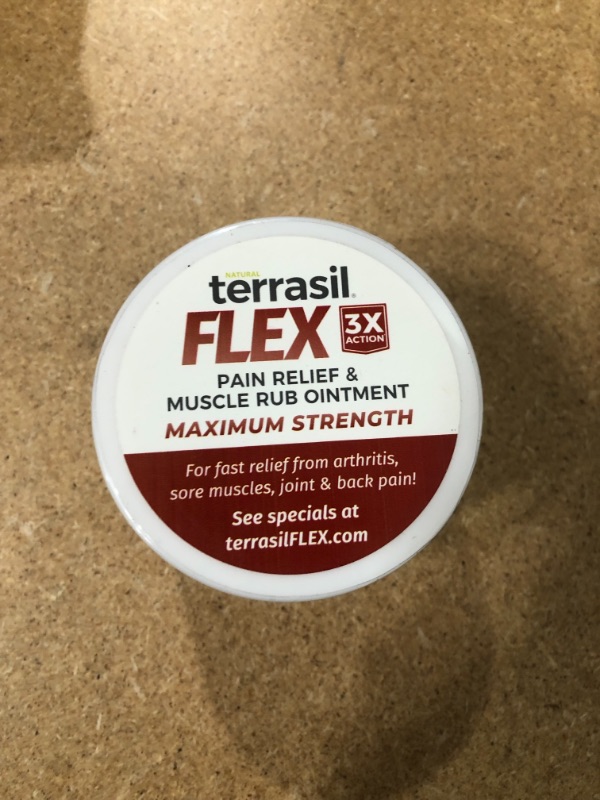 NATURAL
terrasil®
FLEX
3X
ACTION
PAIN RELIEF &
MUSCLE RUB OINTMENT
MAXIMUM STRENGTH
For fast relief from arthritis,
sore muscles, joint & back pain!
See specials at
terrasilFLEX.com